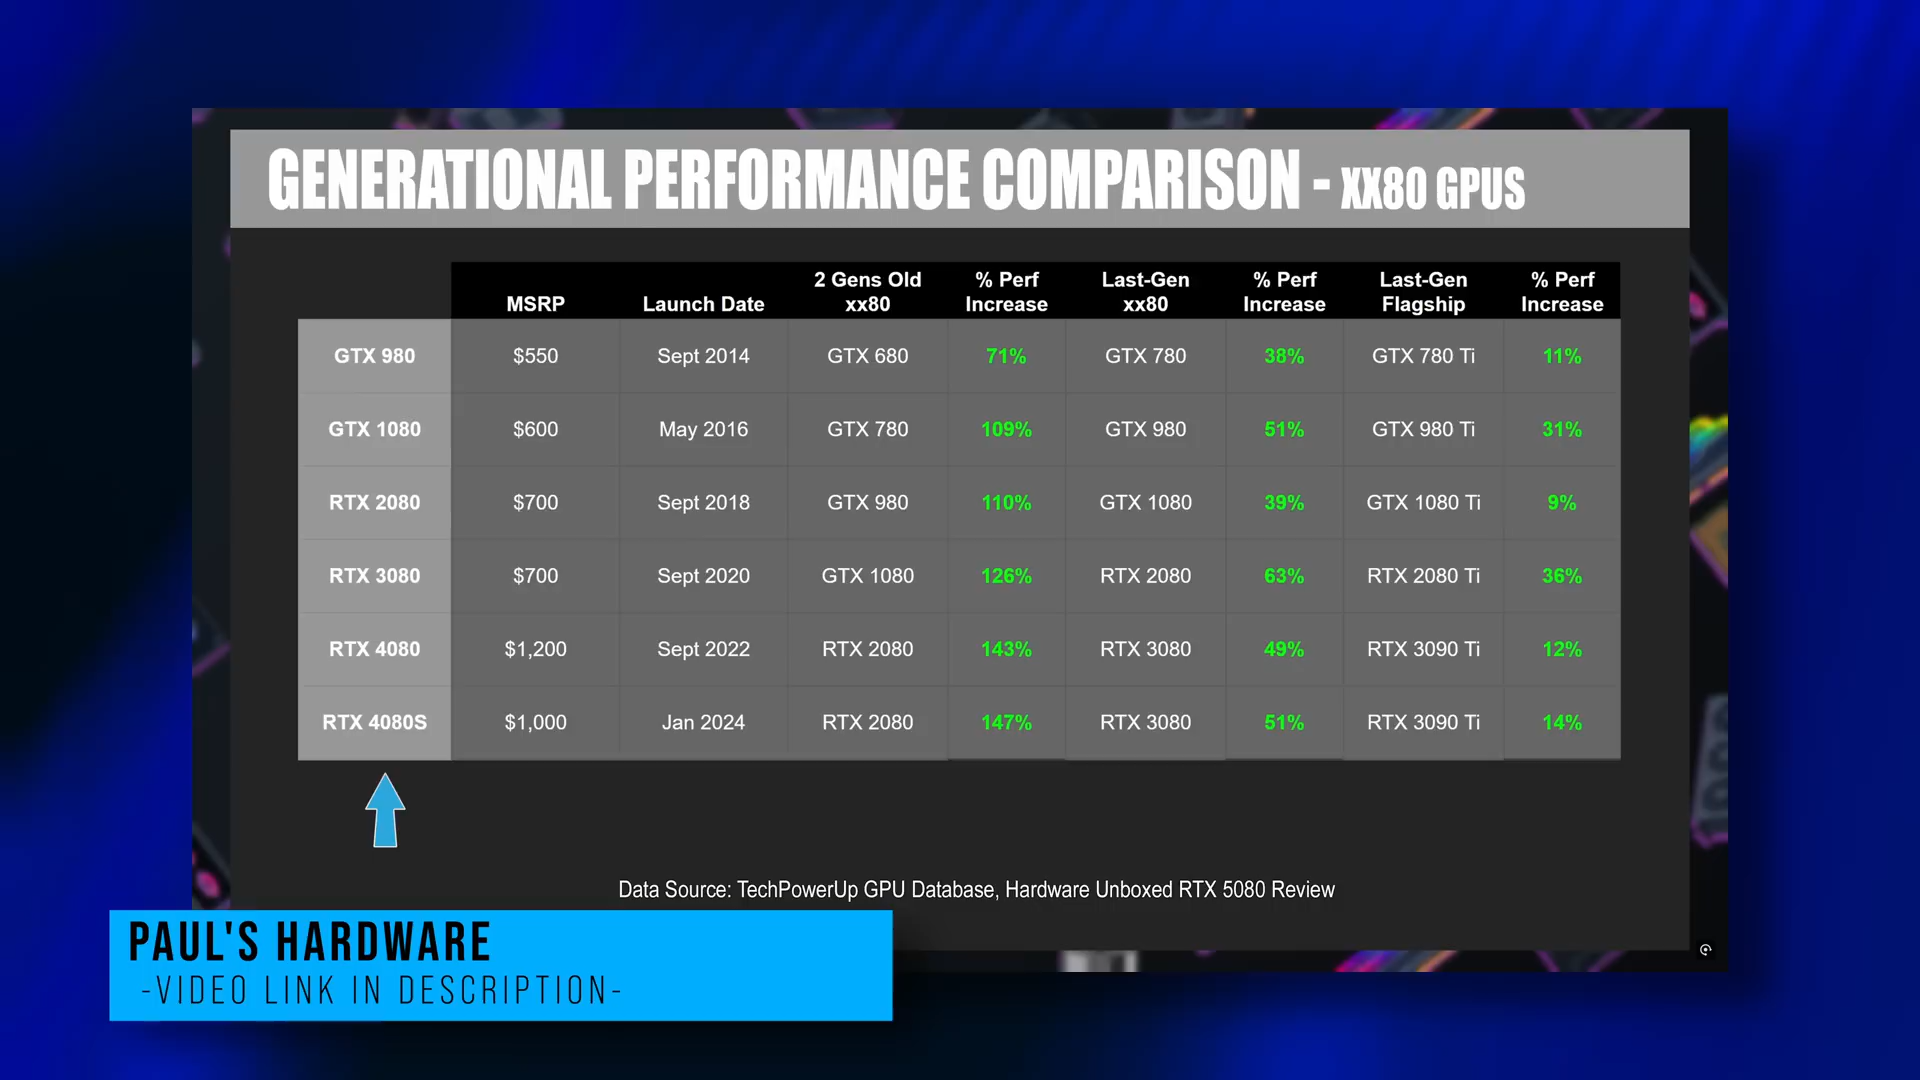 GENERATIONAL PERFORMANCE COMPARISON - XX80 GPUS
MSRP Launch Date 2 Gens Old xx80 % Perf Increase Last-Gen xx80 % Perf Increase Last-Gen Flagship % Perf Increase
GTX 980 $550 Sept 2014 GTX 680 71% GTX 780 38% GTX 780 Ti 11%
GTX 1080 $600 May 2016 GTX 780 109% GTX 980 51% GTX 980 Ti 31%
RTX 2080 $700 Sept 2018 GTX 980 110% GTX 1080 39% GTX 1080 Ti 9%
RTX 3080 $700 Sept 2020 GTX 1080 126% RTX 2080 63% RTX 2080 Ti 36%
RTX 4080 $1,200 Sept 2022 RTX 2080 143% RTX 3080 49% RTX 3090 Ti 12%
RTX 4080S $1,000 Jan 2024 RTX 2080 147% RTX 3080 51% RTX 3090 Ti 14%
Data Source: TechPowerUp GPU Database, Hardware Unboxed RTX 5080 Review
PAUL'S HARDWARE
-VIDEO LINK IN DESCRIPTION-